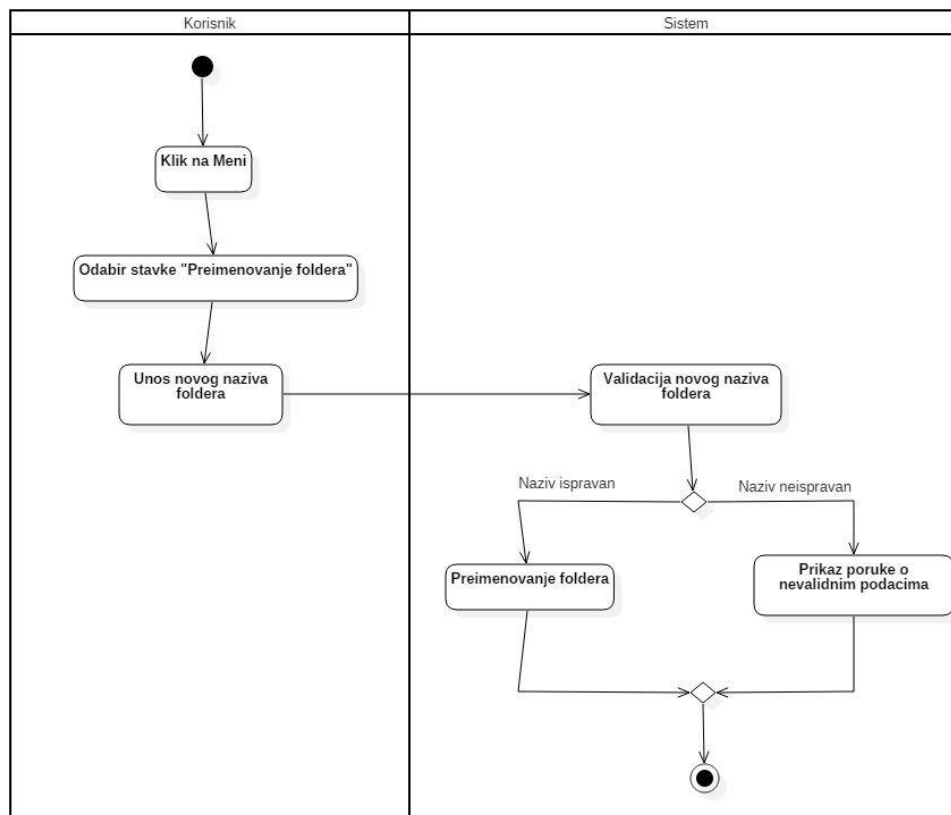 Korisnik
Sistem
Klik na Meni
Odabir stavke "Preimenovanje foldera"
Unos novog naziva
foldera
Validacija novog naziva
foldera
Naziv ispravan
Naziv neispravan
Preimenovanje foldera
Prikaz poruke o
nevalidnim podacima